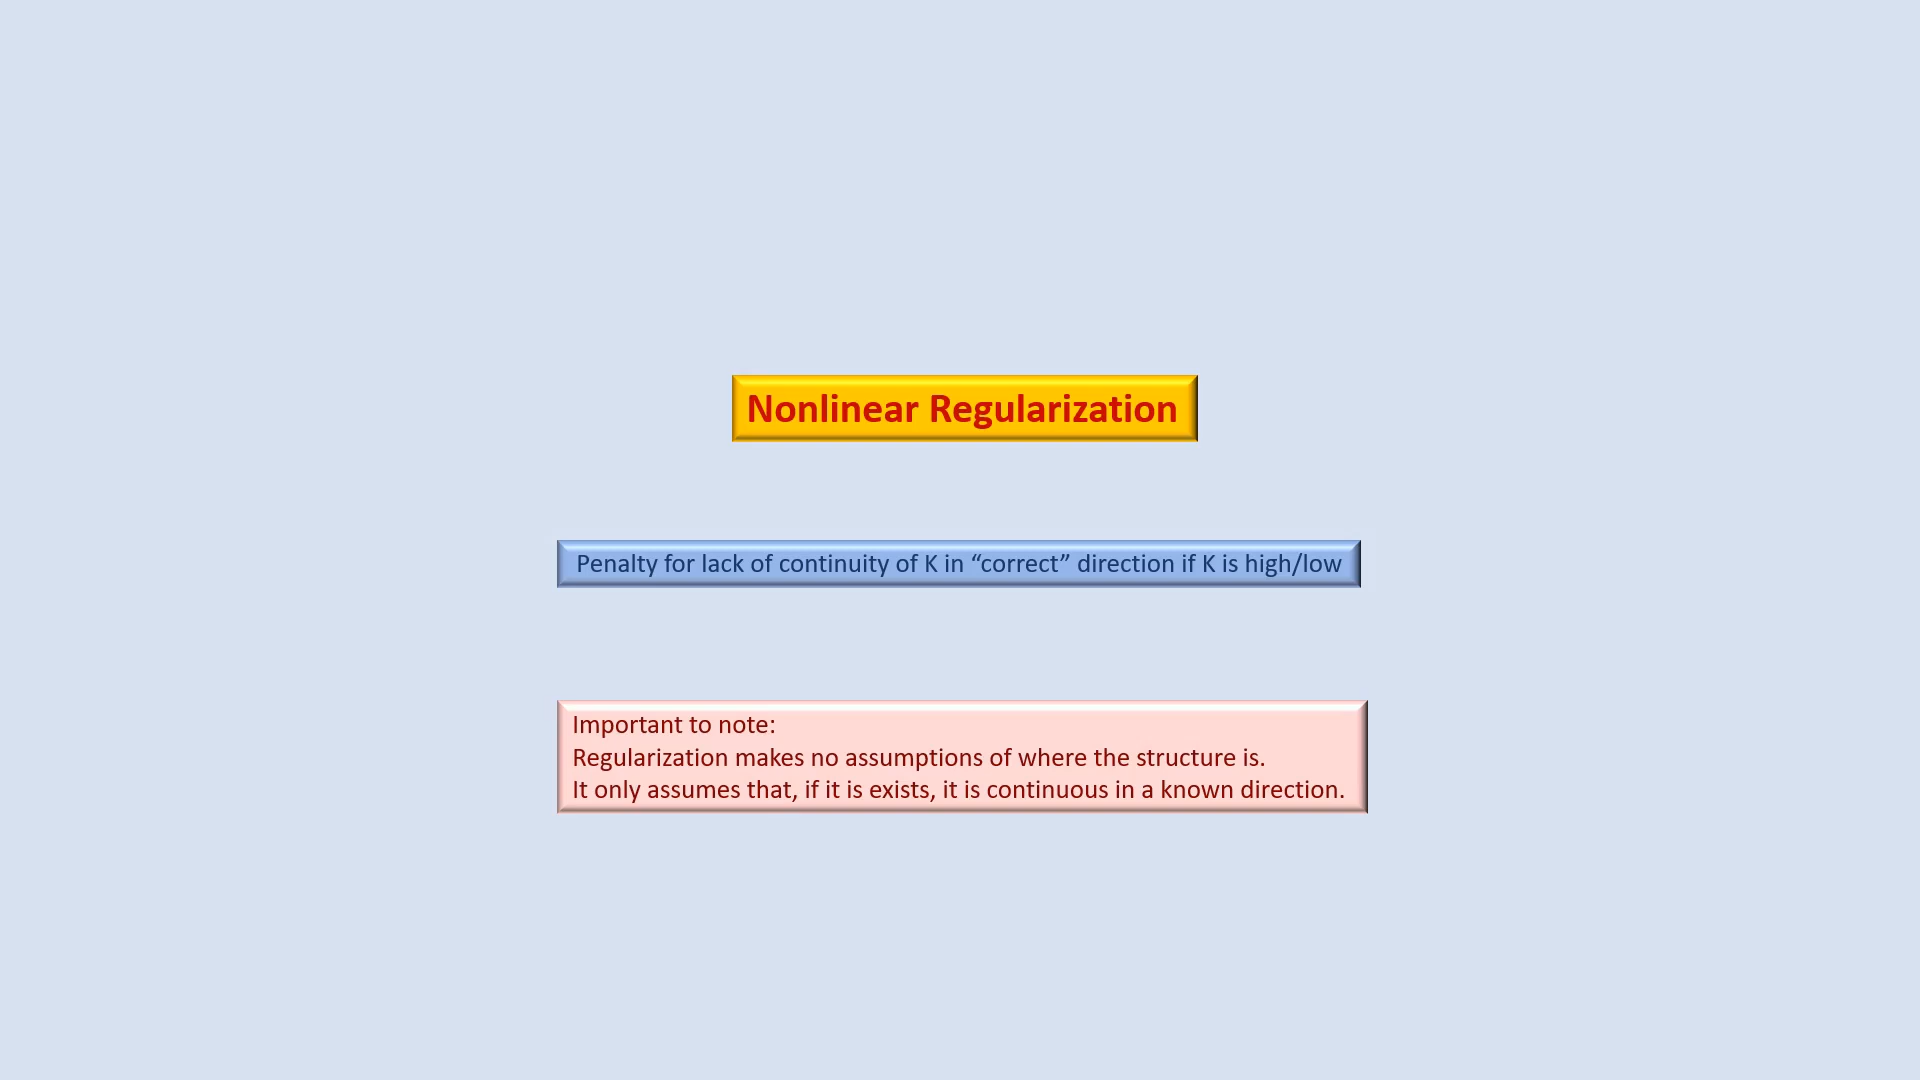 Nonlinear Regularization
Penalty for lack of continuity of K in “correct” direction if K is high/low
Important to note:
Regularization makes no assumptions of where the structure is.
It only assumes that, if it is exists, it is continuous in a known direction.